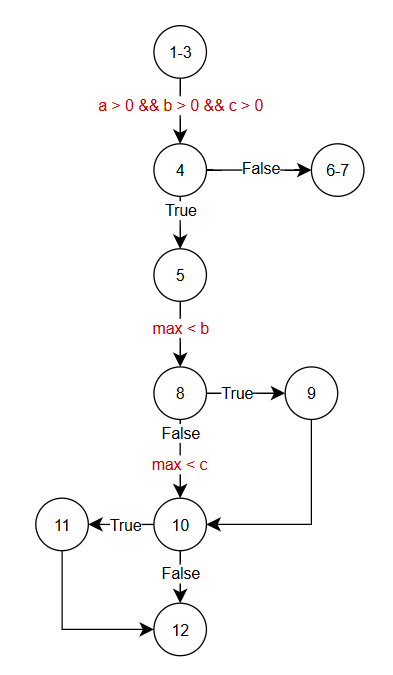 1-3
a > 0 && b > 0 && c > 0
4
False
6-7
True
5
max < b
8
True
9
False
max < c
11
True
10
False
12